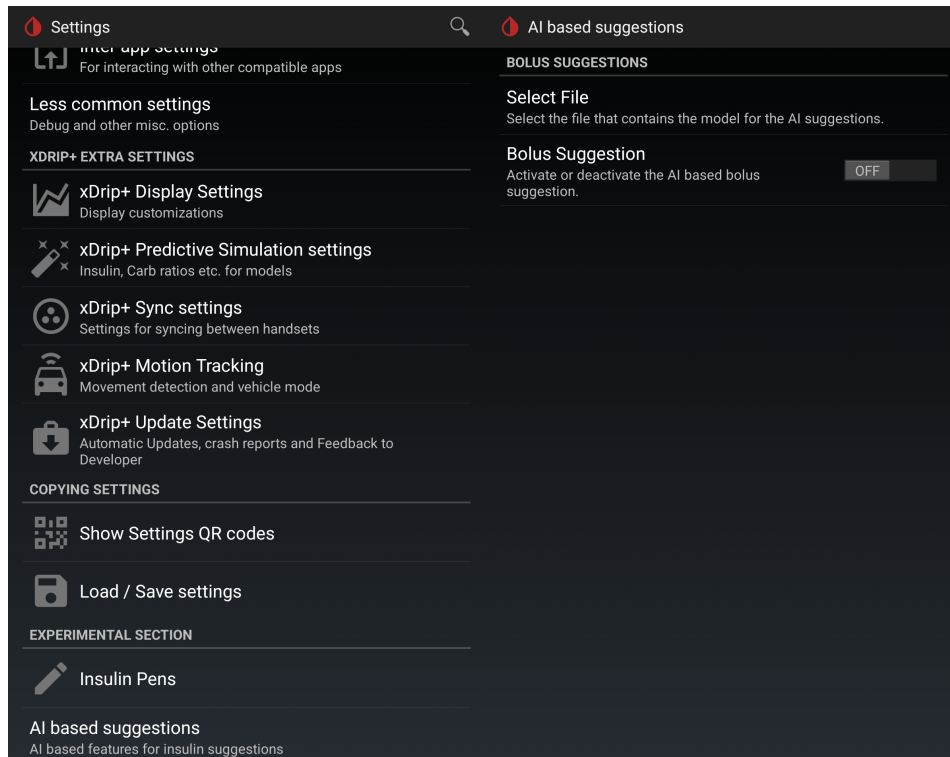 Settings
Inter app settings
For interacting with other compatible apps
Less common settings
Debug and other misc. options
XDRIP+ EXTRA SETTINGS
xDrip+ Display Settings
Display customizations
xDrip+ Predictive Simulation settings
Insulin, Carb ratios etc. for models
xDrip+ Sync settings
Settings for syncing between handsets
xDrip+ Motion Tracking
Movement detection and vehicle mode
xDrip+ Update Settings
Automatic Updates, crash reports and Feedback to
Developer
COPYING SETTINGS
Show Settings QR codes
Load / Save settings
EXPERIMENTAL SECTION
Insulin Pens
AI based suggestions
AI based features for insulin suggestions
AI based suggestions
BOLUS SUGGESTIONS
Select File
Select the file that contains the model for the AI suggestions.
Bolus Suggestion
Activate or deactivate the AI based bolus
suggestion.
OFF